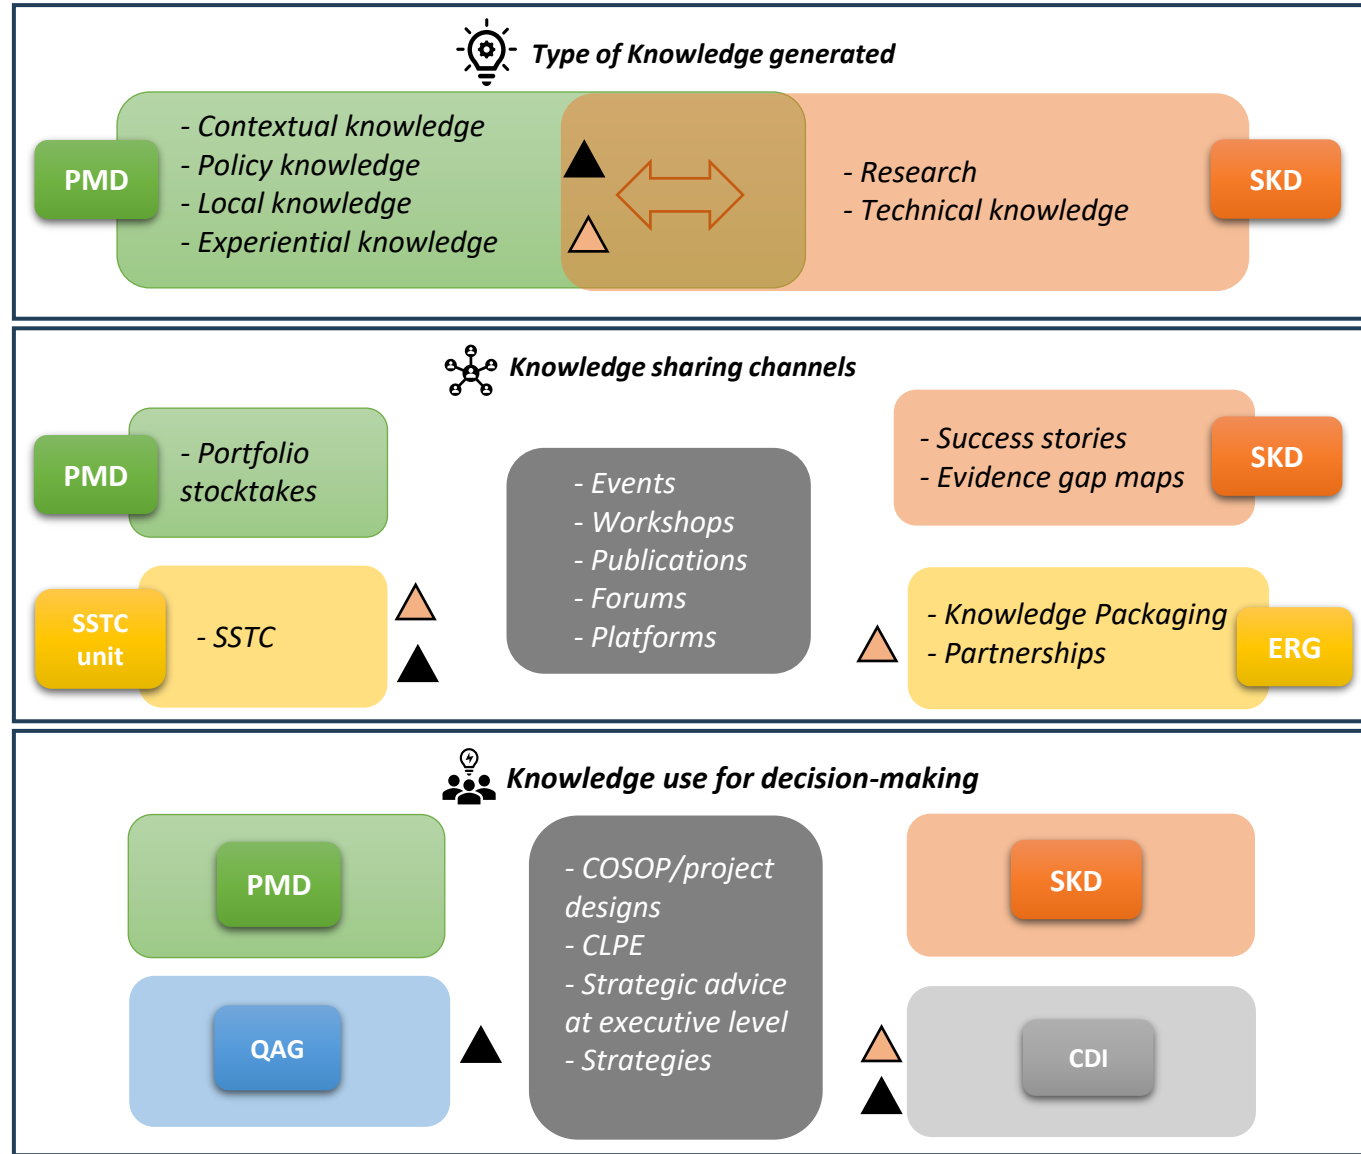 Type of Knowledge generated
PMD
- Contextual knowledge
- Policy knowledge
- Local knowledge
- Experiential knowledge
- Research
- Technical knowledge
SKD
Knowledge sharing channels
PMD
- Portfolio
stocktakes
- Events
- Workshops
- Publications
- Forums
- Platforms
- Success stories
- Evidence gap maps
SKD
SSTC
unit
- SSTC
- Knowledge Packaging
- Partnerships
ERG
Knowledge use for decision-making
PMD
- COSOP/project
designs
- CLPE
- Strategic advice
at executive level
- Strategies
SKD
QAG
CDI